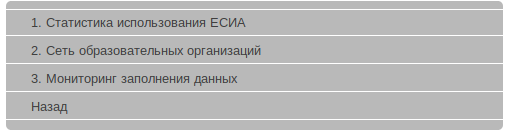 1. Статистика использования ЕСИА
2. Сеть образовательных организаций
3. Мониторинг заполнения данных
Назад